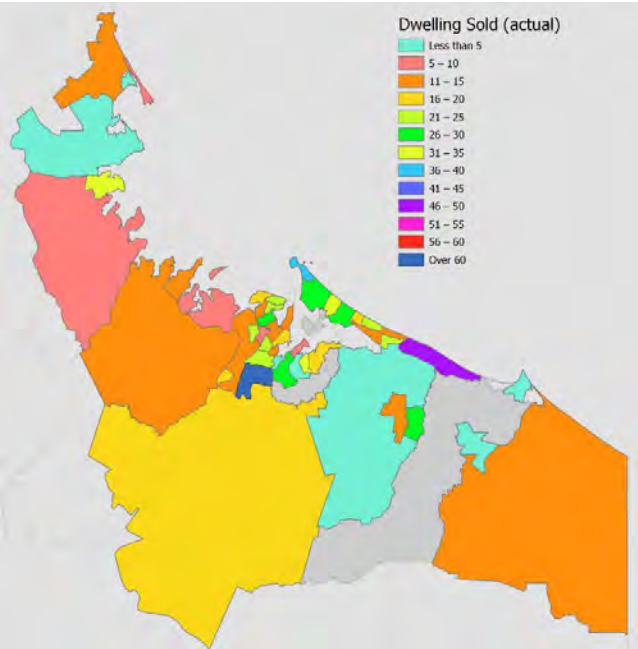 Dwelling Sold (actual)
Less than 5
5 – 10
11 – 15
16 – 20
21 – 25
26 – 30
31 – 35
36 – 40
41 – 45
46 – 50
51 – 55
56 – 60
Over 60